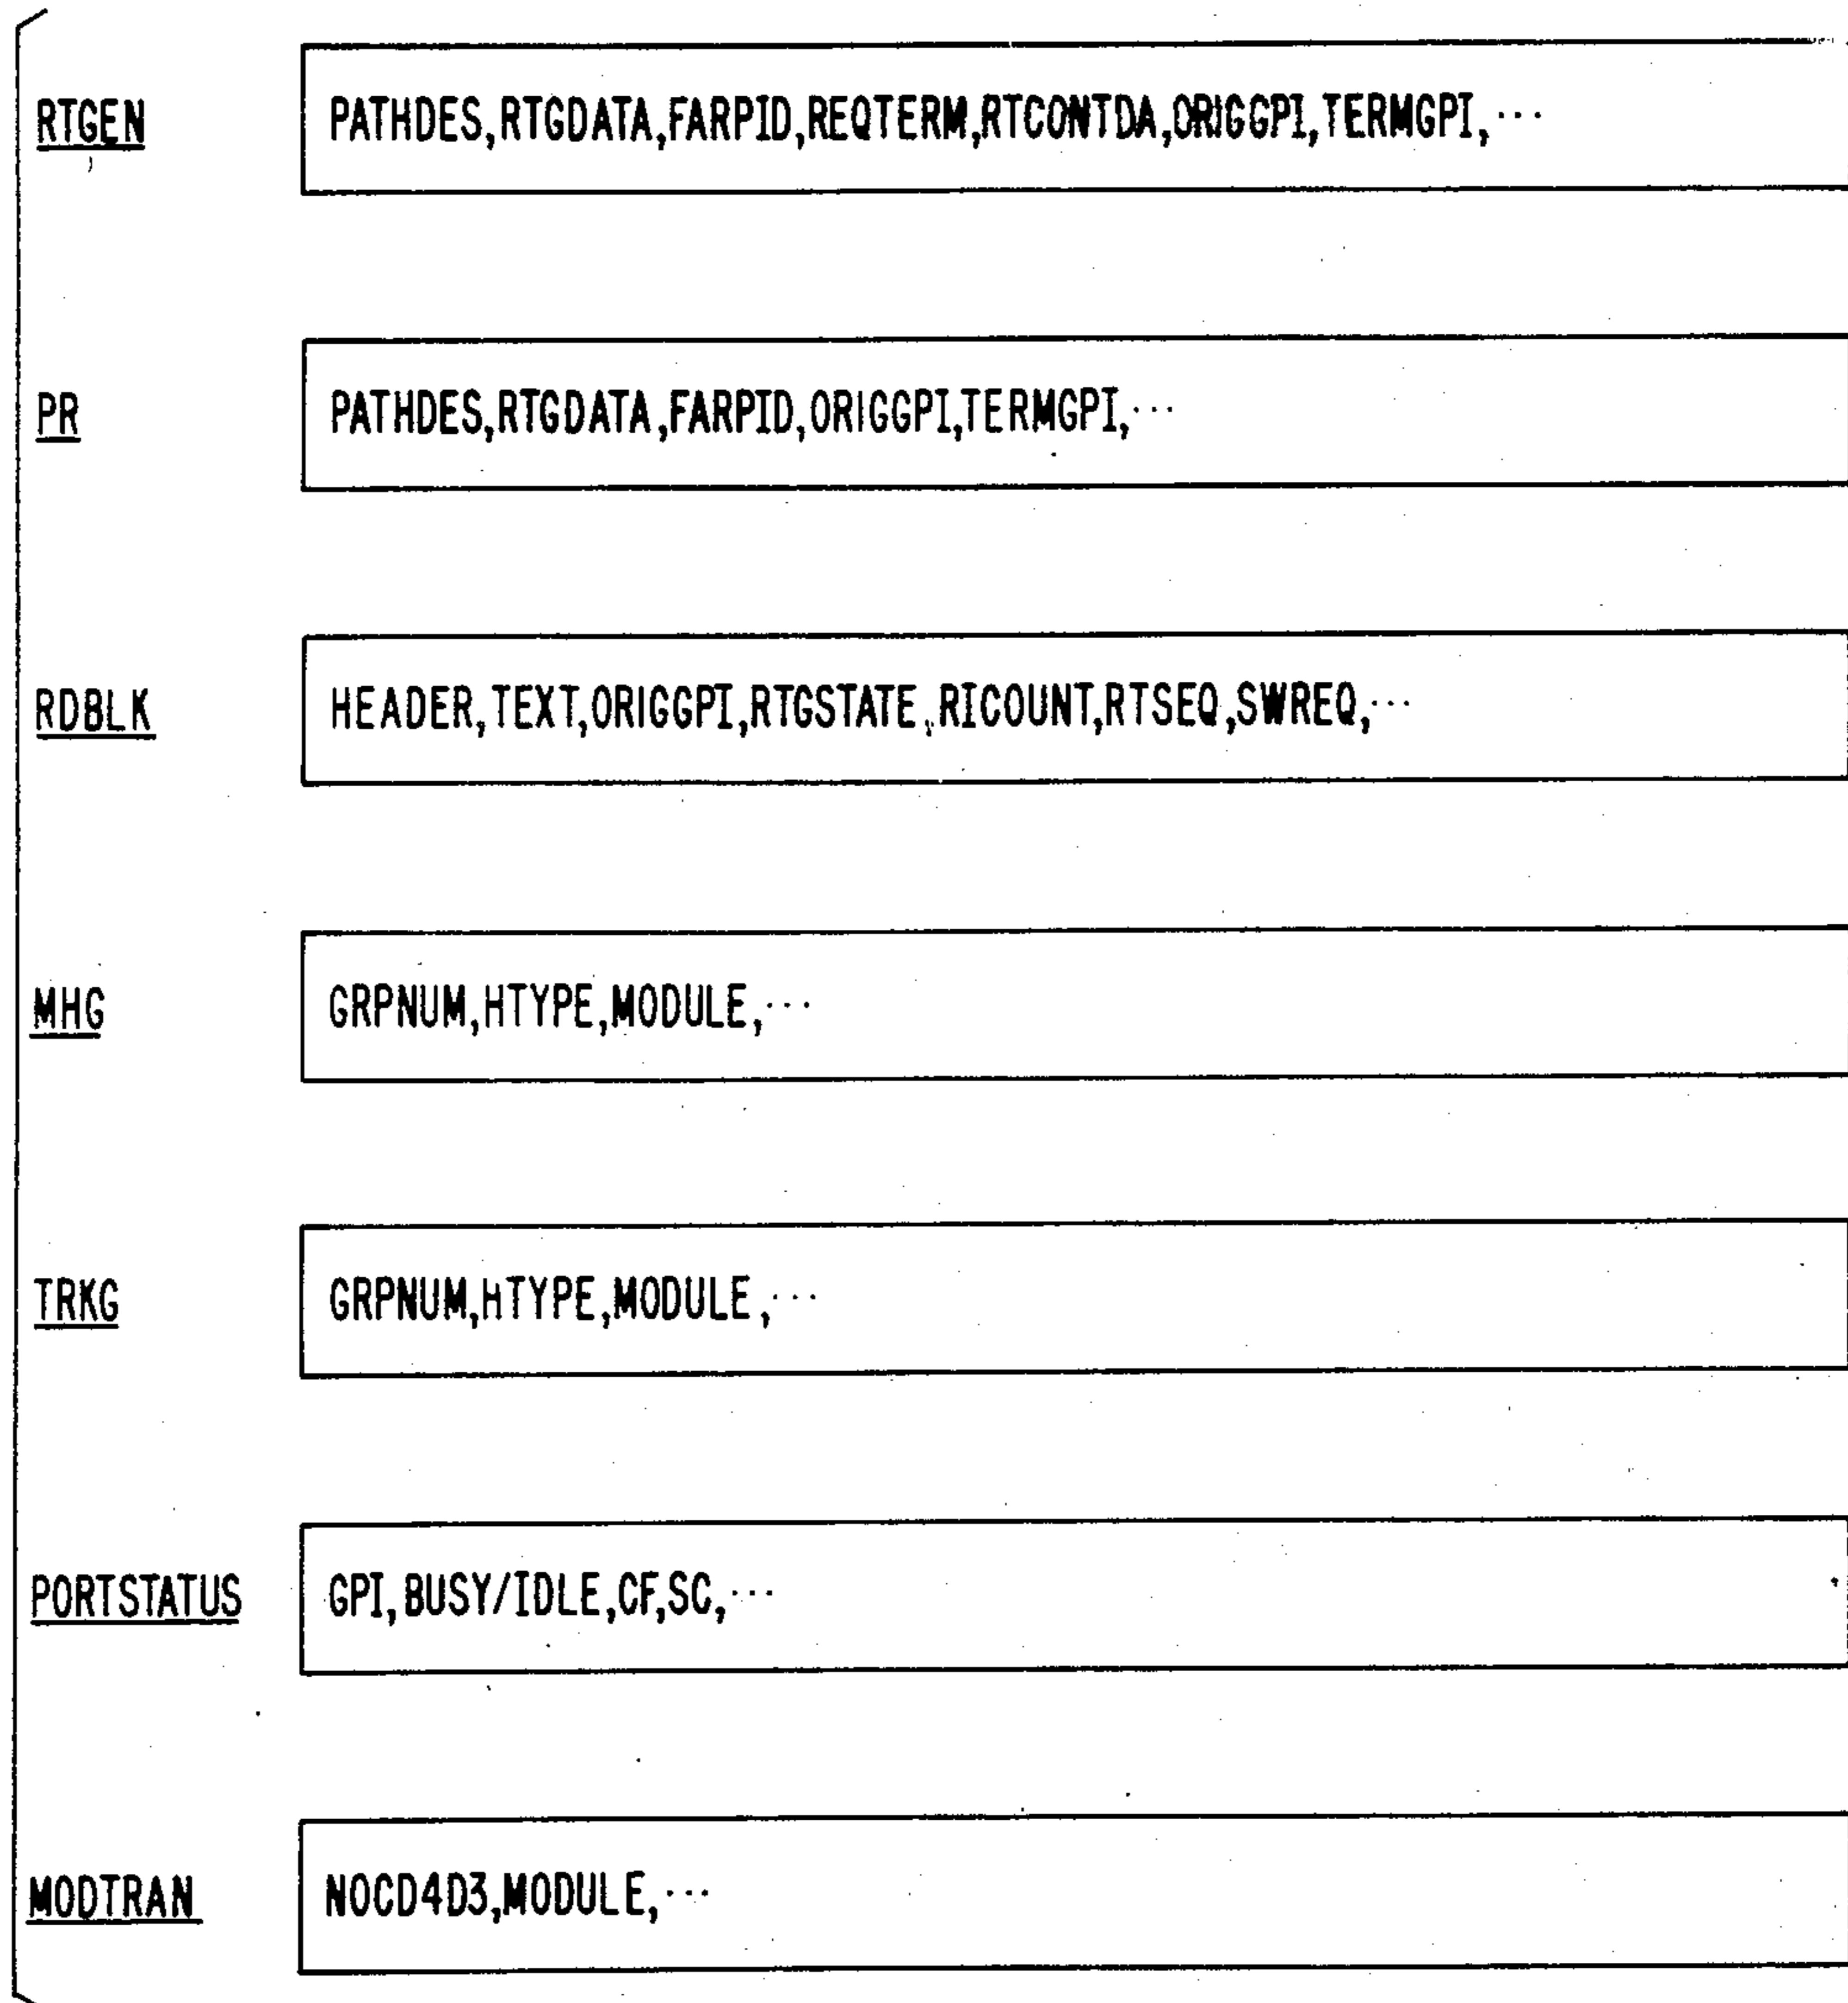 RTGEN PATHDES,RTGDATA,FARPID,REQTERM,RTCONTDA,ORIGGPI,TERMGPI,···
PR PATHDES,RTGDATA,FARPID,ORIGGPI,TERMGPI,···
RDBLK HEADER,TEXT,ORIGGPI,RTGSTATE,RICOUNT,RTSEQ,SWREQ,···
MHG GRPNUM,HTYPE,MODULE,···
TRKG GRPNUM,HTYPE,MODULE,···
PORTSTATUS GPI,BUSY/IDLE,CF,SC,···
MODTRAN NOCD4D3,MODULE,···